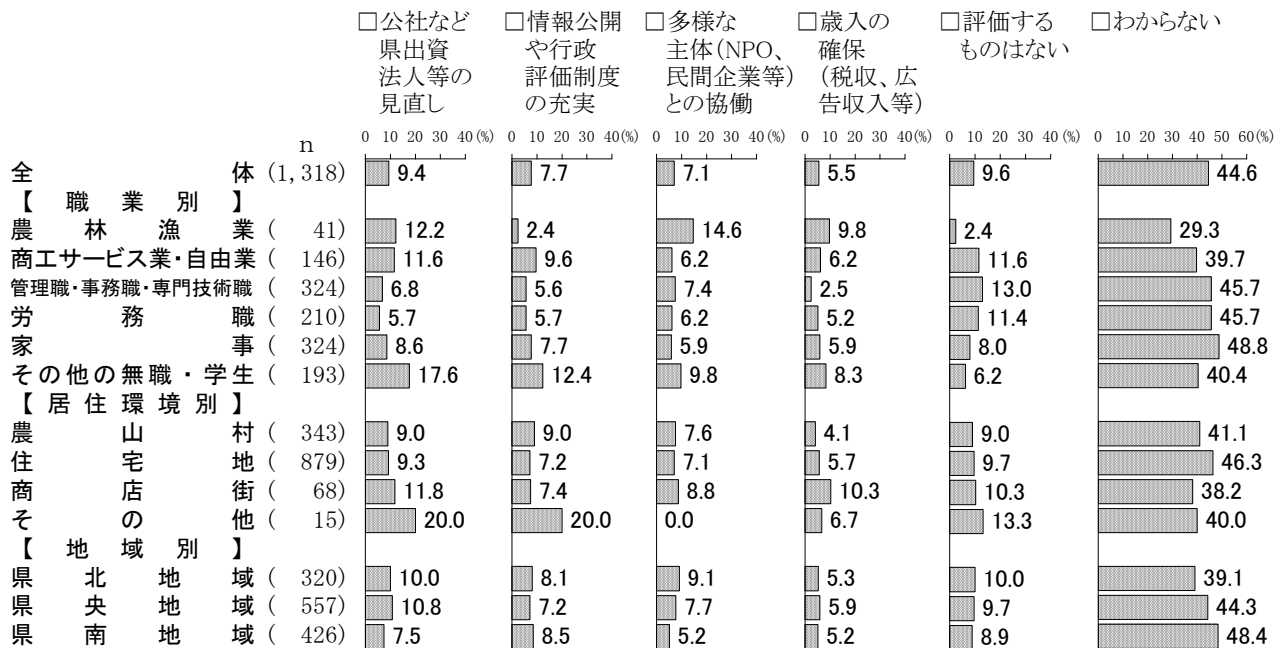 □公社など 県出資 法人等の 見直し
□情報公開 や行政 評価制度 の充実
□多様な 主体(NPO、 民間企業等) との協働
□歳入の 確保 (税収、広 告収入等)
□評価する ものはない
□わからない
n
0 10 20 30 40(%) 0 10 20 30 40(%) 0 10 20 30 40(%) 0 10 20 30 40(%) 0 10 20 30 40(%) 0 10 20 30 40 50 60(%)
全体 (1,318) 9.4 7.7 7.1 5.5 9.6 44.6
【職業別】
農林漁業 ( 41) 12.2 2.4 14.6 9.8 2.4 29.3
商工サービス業・自由業 ( 146) 11.6 9.6 6.2 6.2 11.6 39.7
管理職・事務職・専門技術職 ( 324) 6.8 5.6 7.4 2.5 13.0 45.7
労務職 ( 210) 5.7 5.7 6.2 5.2 11.4 45.7
家事 ( 324) 8.6 7.7 5.9 5.9 8.0 48.8
その他の無職・学生 ( 193) 17.6 12.4 9.8 8.3 6.2 40.4
【居住環境別】
農山村 ( 343) 9.0 9.0 7.6 4.1 9.0 41.1
住宅地 ( 879) 9.3 7.2 7.1 5.7 9.7 46.3
商店街 ( 68) 11.8 7.4 8.8 10.3 10.3 38.2
その他 ( 15) 20.0 20.0 0.0 6.7 13.3 40.0
【地域別】
県北地域 ( 320) 10.0 8.1 9.1 5.3 10.0 39.1
県央地域 ( 557) 10.8 7.2 7.7 5.9 9.7 44.3
県南地域 ( 426) 7.5 8.5 5.2 5.2 8.9 48.4